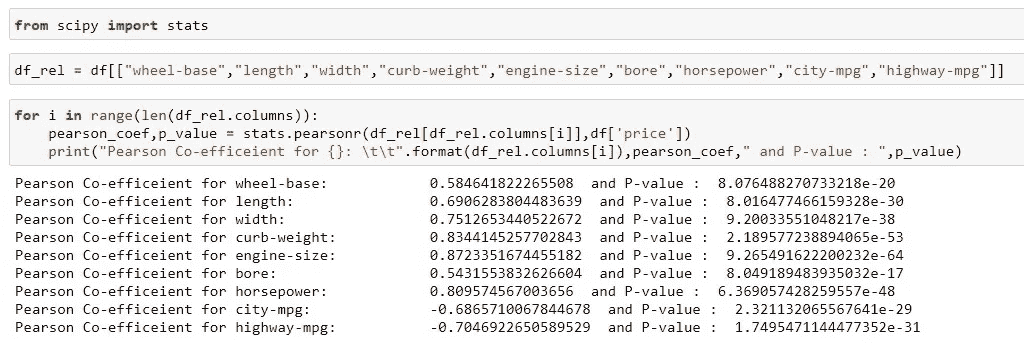 from scipy import stats
df_rel = df[["wheel-base","length","width","curb-weight","engine-size","bore","horsepower","city-mpg","highway-mpg"]]
for i in range(len(df_rel.columns)):
    pearson_coef,p_value = stats.pearsonr(df_rel[df_rel.columns[i]],df['price'])
    print("Pearson Co-efficeient for {}: \t\t".format(df_rel.columns[i]),pearson_coef," and P-value : ",p_value)
Pearson Co-efficeient for wheel-base: 0.584641822265508 and P-value : 8.076488270733218e-20
Pearson Co-efficeient for length: 0.6906283804483639 and P-value : 8.016477466159328e-30
Pearson Co-efficeient for width: 0.7512653440522672 and P-value : 9.20033551048217e-38
Pearson Co-efficeient for curb-weight: 0.8344145257702843 and P-value : 2.189577238894065e-53
Pearson Co-efficeient for engine-size: 0.8723351674455182 and P-value : 9.265491622200232e-64
Pearson Co-efficeient for bore: 0.5431553832626604 and P-value : 8.049189483935032e-17
Pearson Co-efficeient for horsepower: 0.809574567003656 and P-value : 6.369057428259557e-48
Pearson Co-efficeient for city-mpg: -0.6865710067844678 and P-value : 2.321132065567641e-29
Pearson Co-efficeient for highway-mpg: -0.7046922650589529 and P-value : 1.7495471144477352e-31